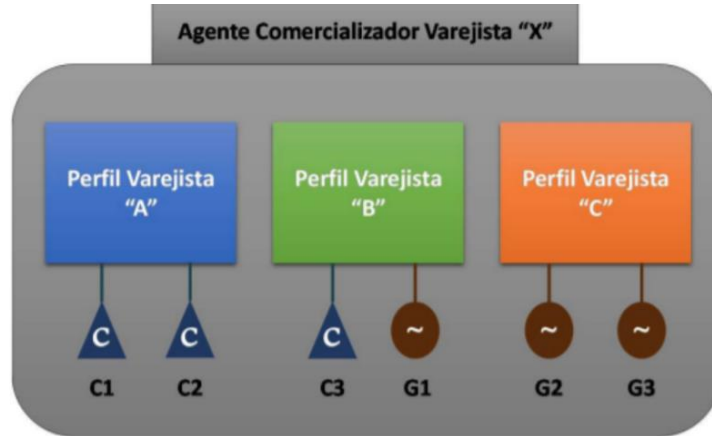 Agente Comercializador Varejista “X”
Perfil Varejista
“A”
Perfil Varejista
“B”
Perfil Varejista
“C”
C
C
C
~
~
~
C1
C2
C3
G1
G2
G3